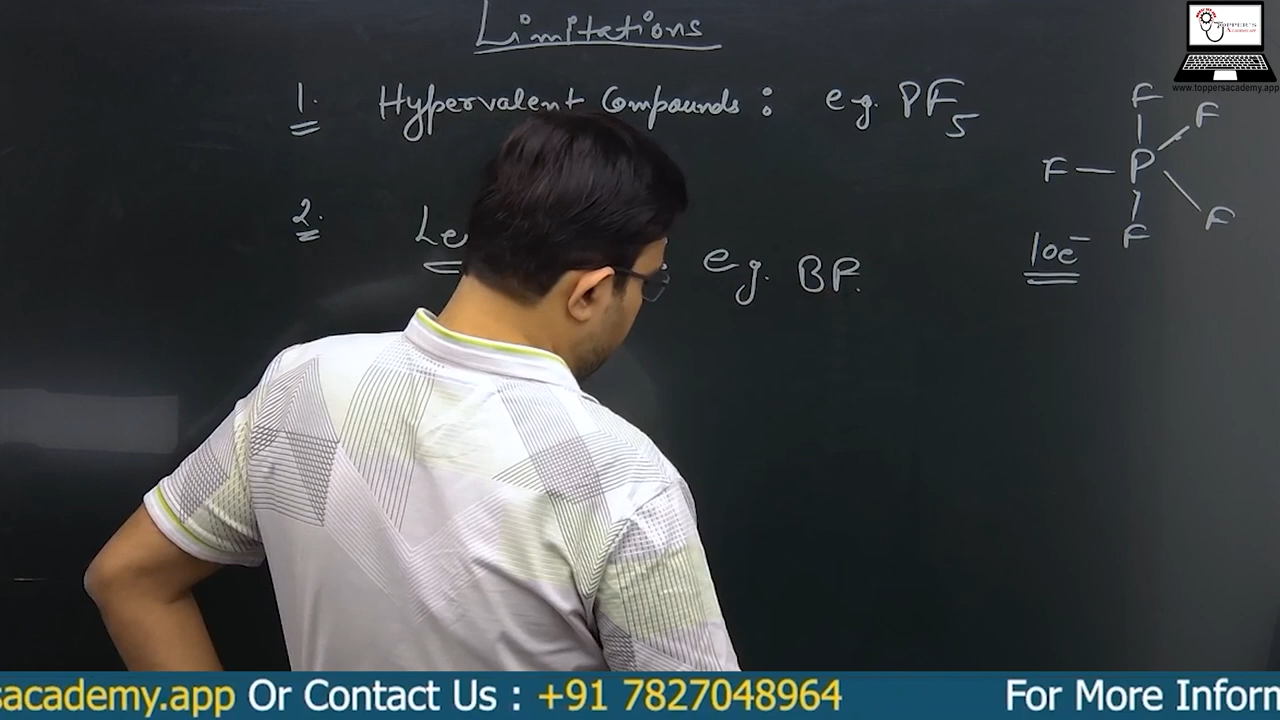 Limitations
1. Hypervalent Compounds : eg. PF5
F
F
F — P
F
F
10e⁻
2. Le : eg. BF
TOPPER'S
www.toppersacademy.app
sacademy.app Or Contact Us : +91 7827048964 For More Inform